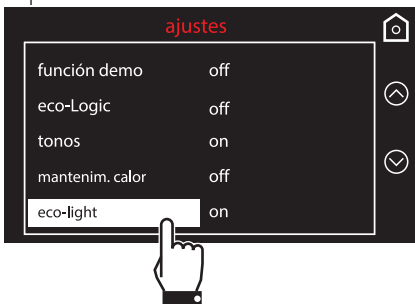 ajustes
función demo off
eco-Logic off
tonos on
mantenim. calor off
eco-light on